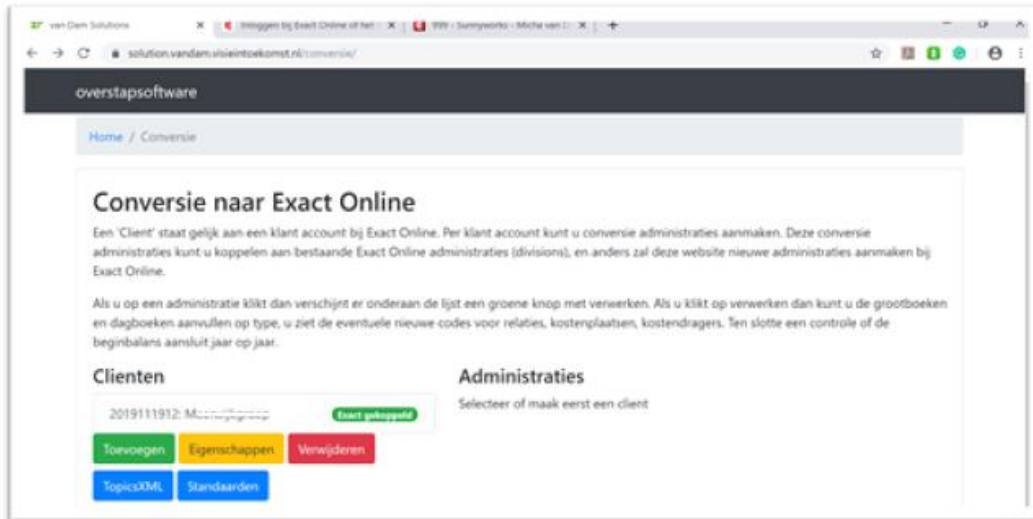 van Dam Solutions
Inloggen bij Exact Online of het
999 - Sunnyworks - Micha van
solution.vandam.visieintoekomst.nl/conversie/
overstapsoftware
Home / Conversie
Conversie naar Exact Online
Een 'Client' staat gelijk aan een klant account bij Exact Online. Per klant account kunt u conversie administraties aanmaken. Deze conversie
administraties kunt u koppelen aan bestaande Exact Online administraties (divisions), en anders zal deze website nieuwe administraties aanmaken bij
Exact Online.
Als u op een administratie klikt dan verschijnt er onderaan de lijst een groene knop met verwerken. Als u klikt op verwerken dan kunt u de grootboeken
en dagboeken aanvullen op type, u ziet de eventuele nieuwe codes voor relaties, kostenplaatsen, kostendragers. Ten slotte een controle of de
beginbalans aansluit jaar op jaar.
Clienten
Administraties
2019111912:
Exact gekoppeld
Selecteer of maak eerst een client
Toevoegen
Eigenschappen
Verwijderen
TopicsXML
Standaarden